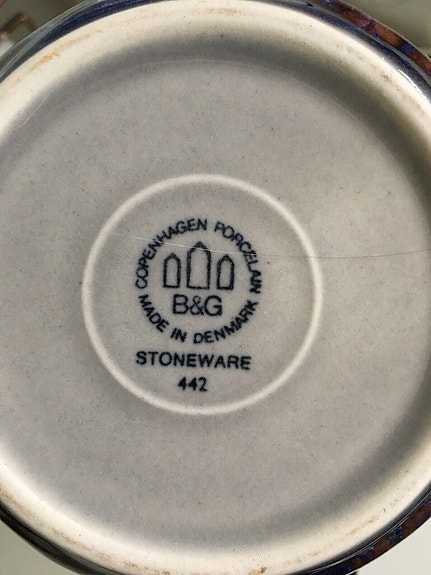 COPENHAGEN PORCELAIN
B&G
MADE IN DENMARK
STONEWARE
442